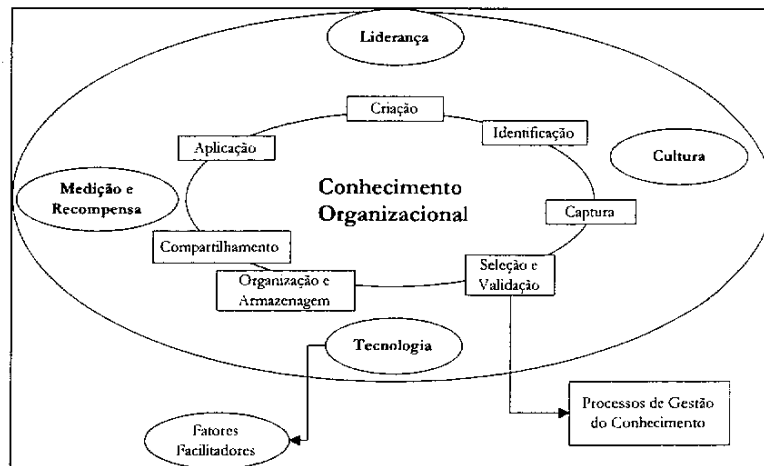 Liderança
Criação
Identificação
Aplicação
Cultura
Medição e
Recompensa
Conhecimento
Organizacional
Captura
Compartilhamento
Seleção e
Validação
Organização e
Armazenagem
Tecnologia
Processos de Gestão
do Conhecimento
Fatores
Facilitadores